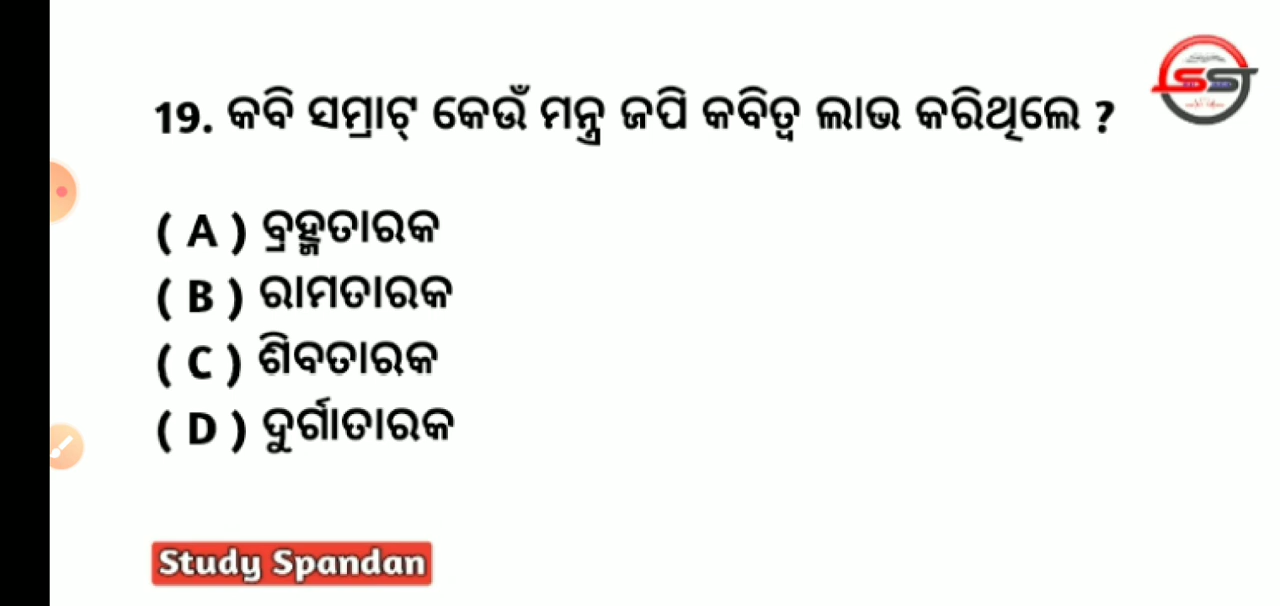 19. କବି ସମ୍ରାଟ୍ କେଉଁ ମନ୍ତ୍ର ଜପି କବିତ୍ୱ ଲାଭ କରିଥିଲେ ?
( A ) ବ୍ରହ୍ମତାରକ
( B ) ରାମତାରକ
( C ) ଶିବତାରକ
( D ) ଦୁର୍ଗାତାରକ
Study Spandan